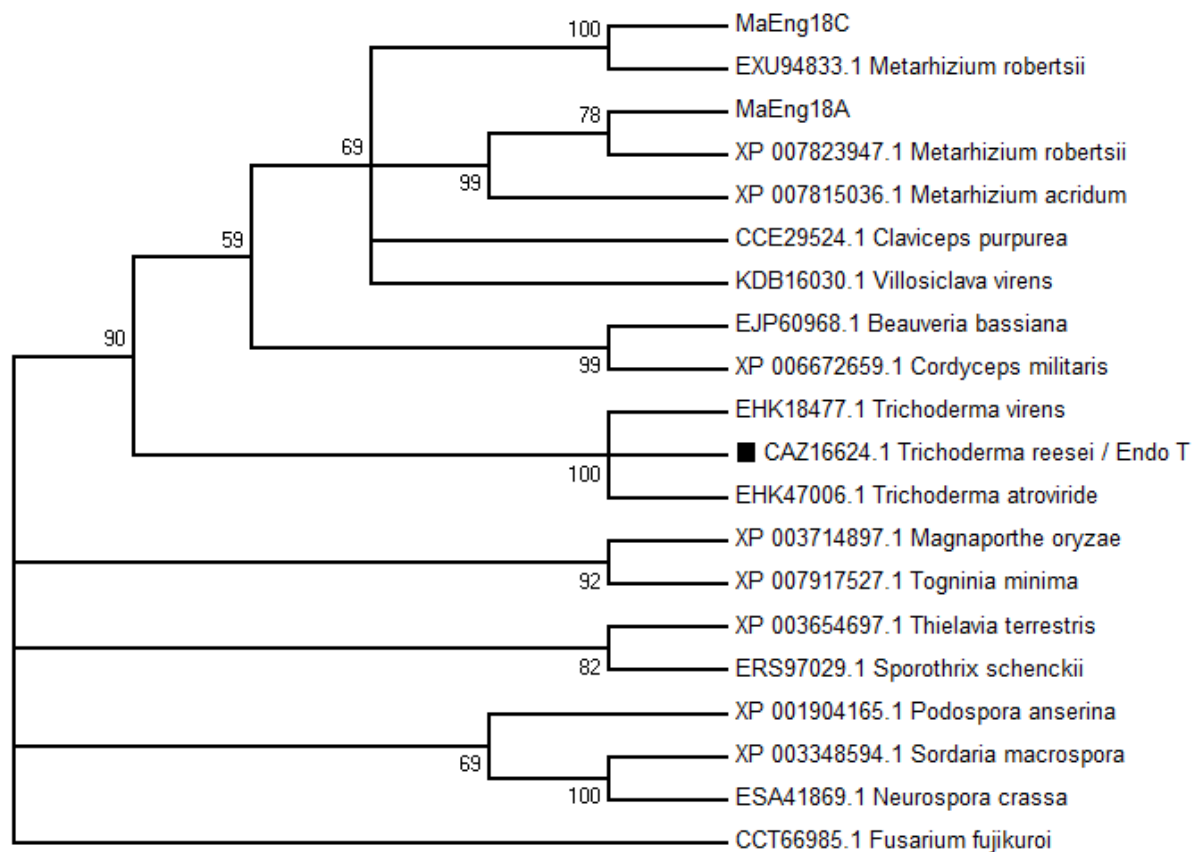 100
MaEng18C
EXU94833.1 Metarhizium robertsii
78
MaEng18A
69
XP 007823947.1 Metarhizium robertsii
99
XP 007815036.1 Metarhizium acridum
59
CCE29524.1 Claviceps purpurea
KDB16030.1 Villosiclava virens
90
EJP60968.1 Beauveria bassiana
99
XP 006672659.1 Cordyceps militaris
EHK18477.1 Trichoderma virens
CAZ16624.1 Trichoderma reesei / Endo T
100
EHK47006.1 Trichoderma atroviride
XP 003714897.1 Magnaporthe oryzae
92
XP 007917527.1 Togninia minima
XP 003654697.1 Thielavia terrestris
82
ERS97029.1 Sporothrix schenckii
XP 001904165.1 Podospora anserina
69
XP 003348594.1 Sordaria macrospora
100
ESA41869.1 Neurospora crassa
CCT66985.1 Fusarium fujikuroi